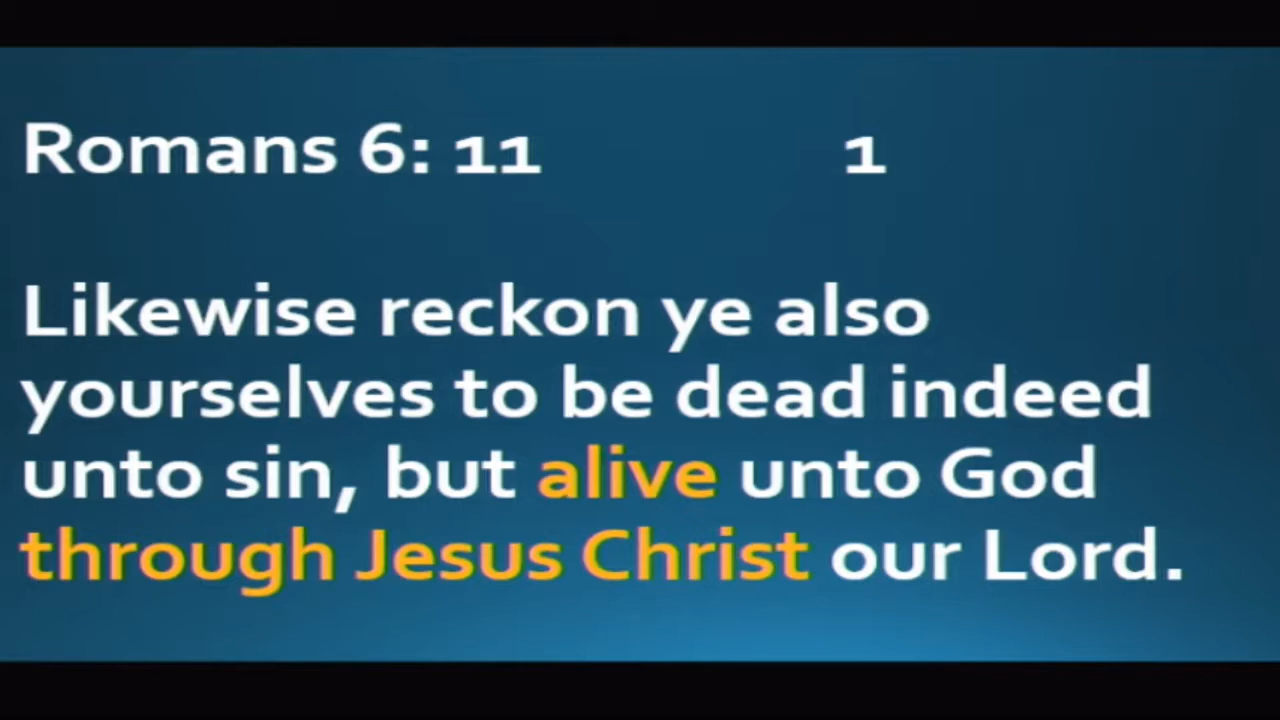 Romans 6: 11 1
Likewise reckon ye also
yourselves to be dead indeed
unto sin, but alive unto God
through Jesus Christ our Lord.